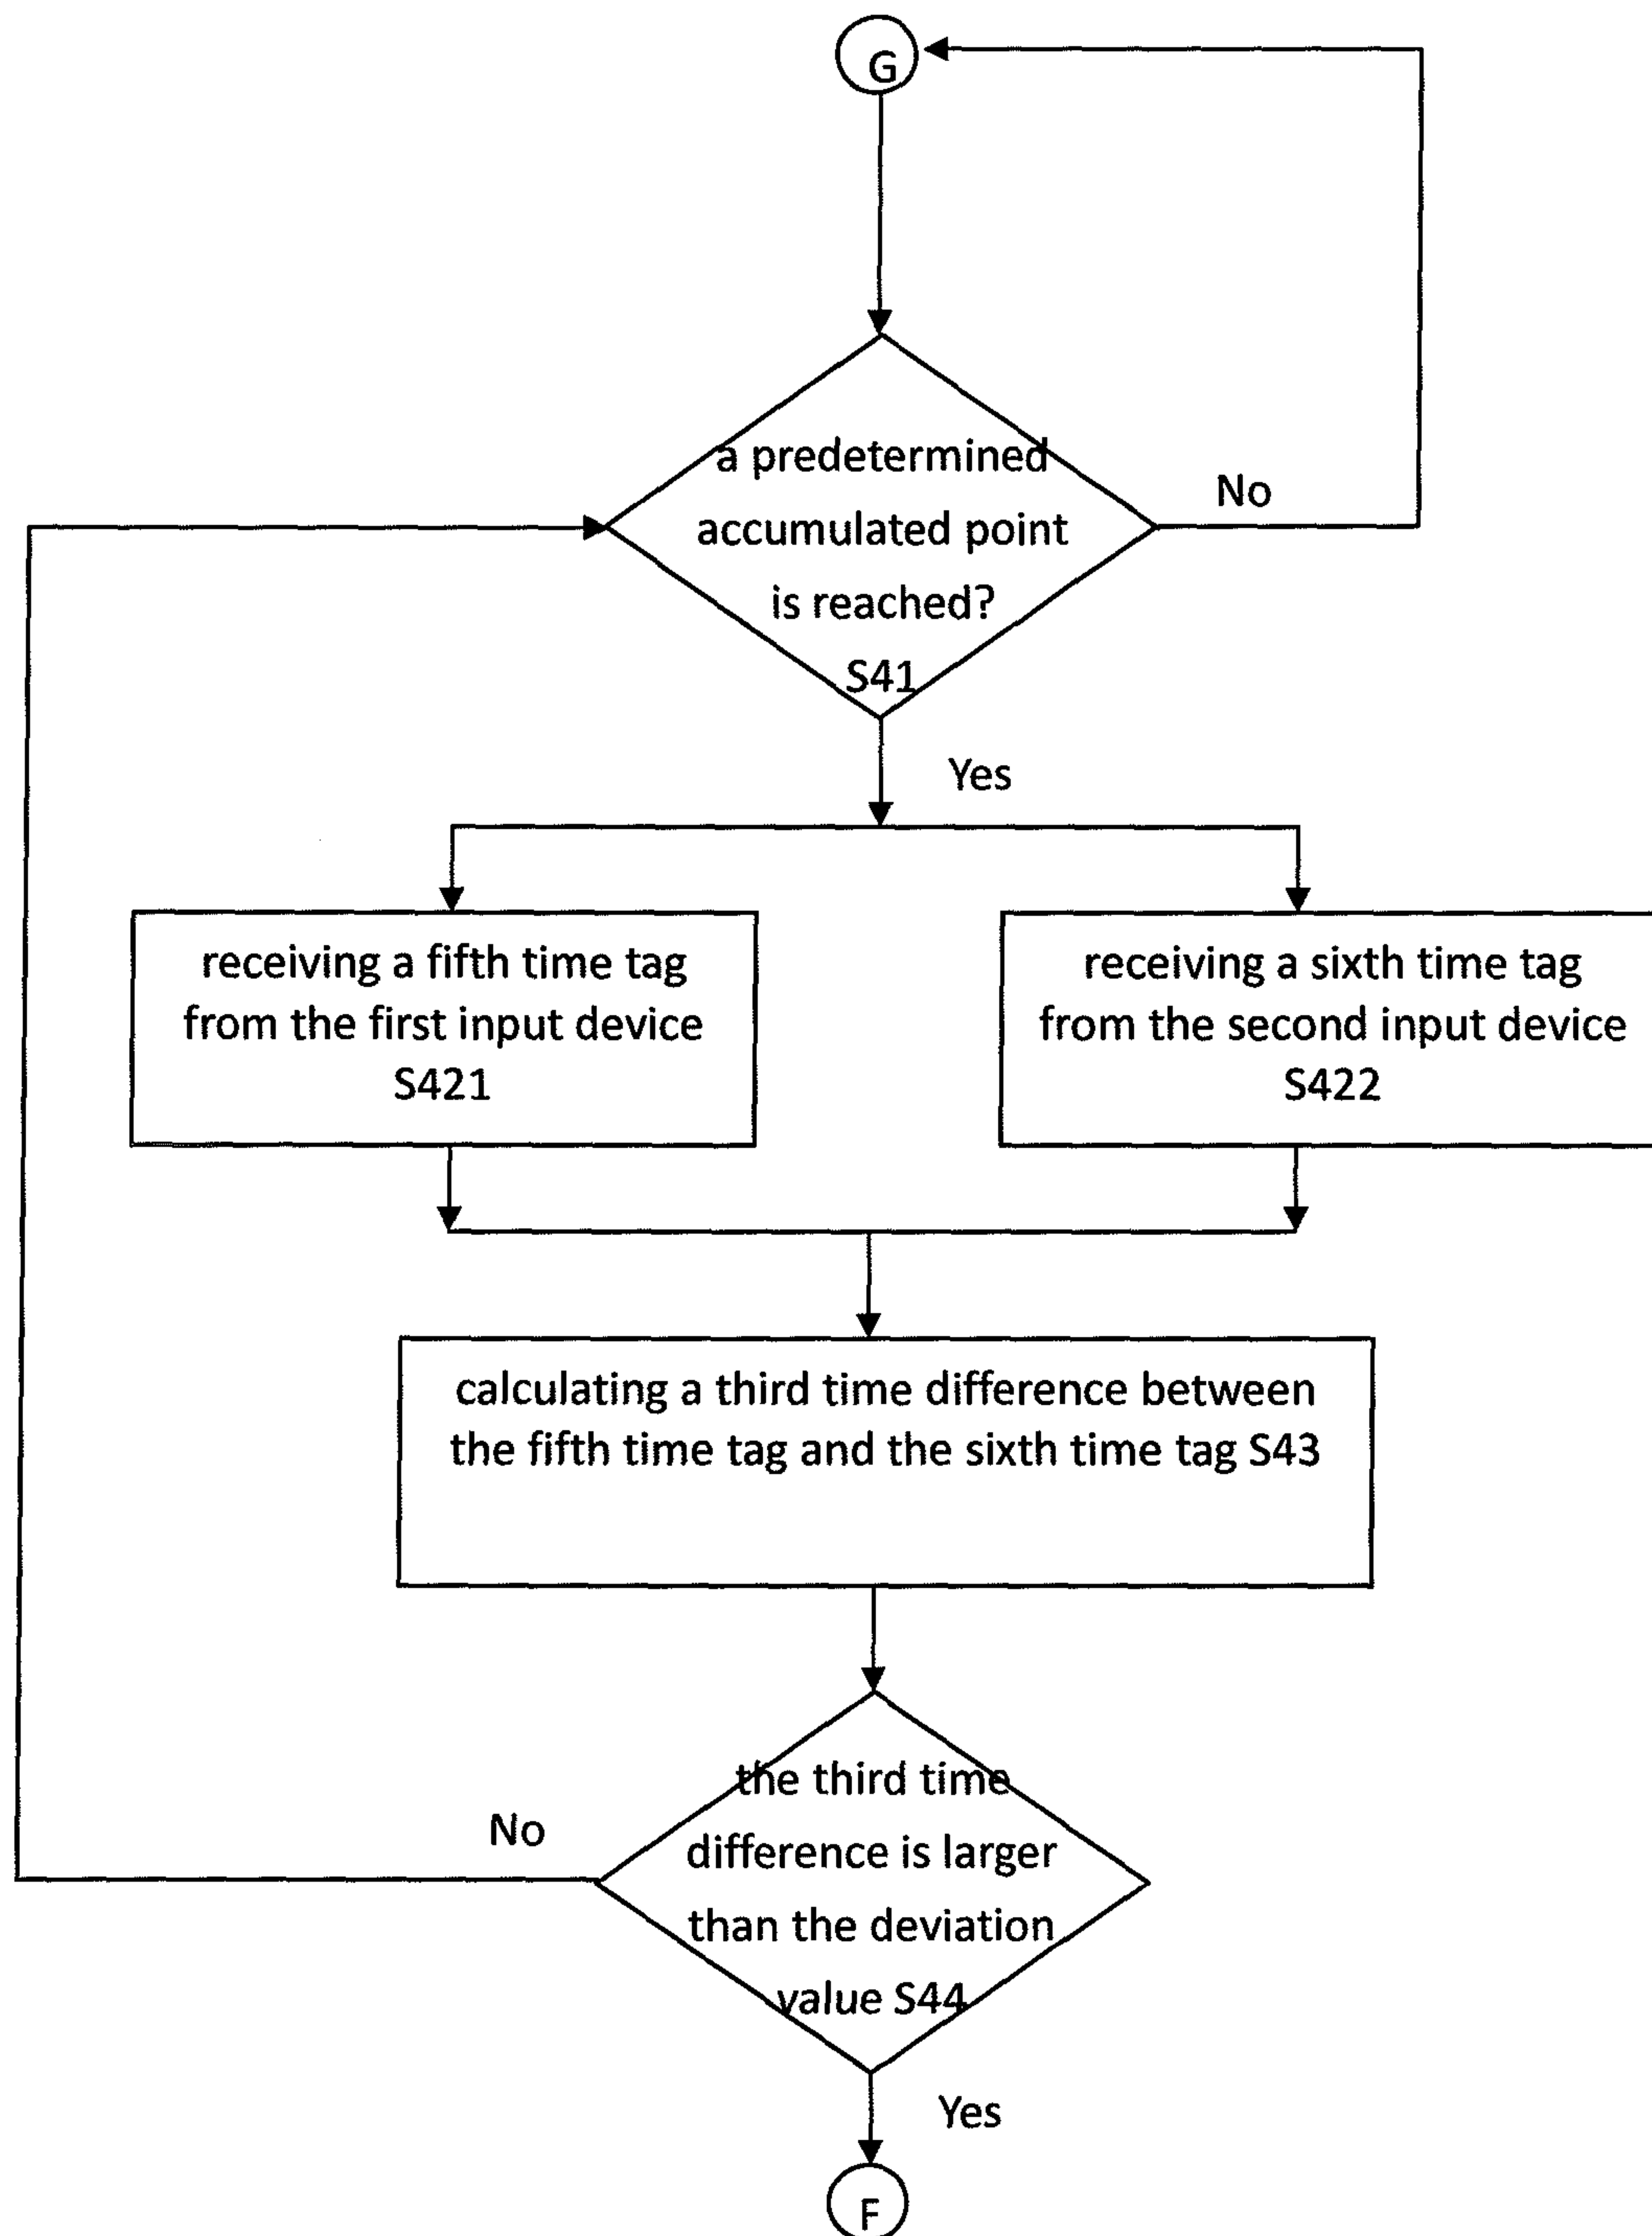 G
a predetermined
accumulated point
is reached?
S41
No
Yes
receiving a fifth time tag
from the first input device
S421
receiving a sixth time tag
from the second input device
S422
calculating a third time difference between
the fifth time tag and the sixth time tag S43
the third time
difference is larger
than the deviation
value S44
No
Yes
F